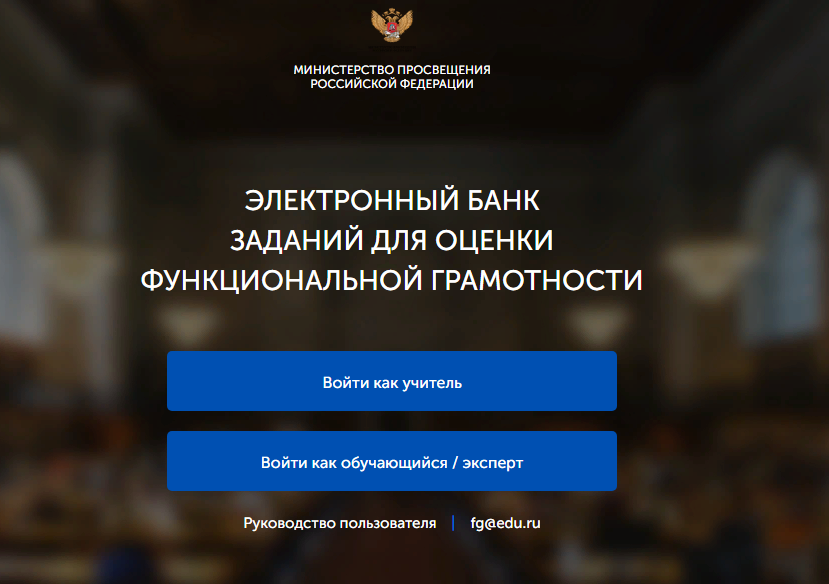 МИНИСТЕРСТВО ПРОСВЕЩЕНИЯ
РОССИЙСКОЙ ФЕДЕРАЦИИ
ЭЛЕКТРОННЫЙ БАНК
ЗАДАНИЙ ДЛЯ ОЦЕНКИ
ФУНКЦИОНАЛЬНОЙ ГРАМОТНОСТИ
Войти как учитель
Войти как обучающийся / эксперт
Руководство пользователя | fg@edu.ru